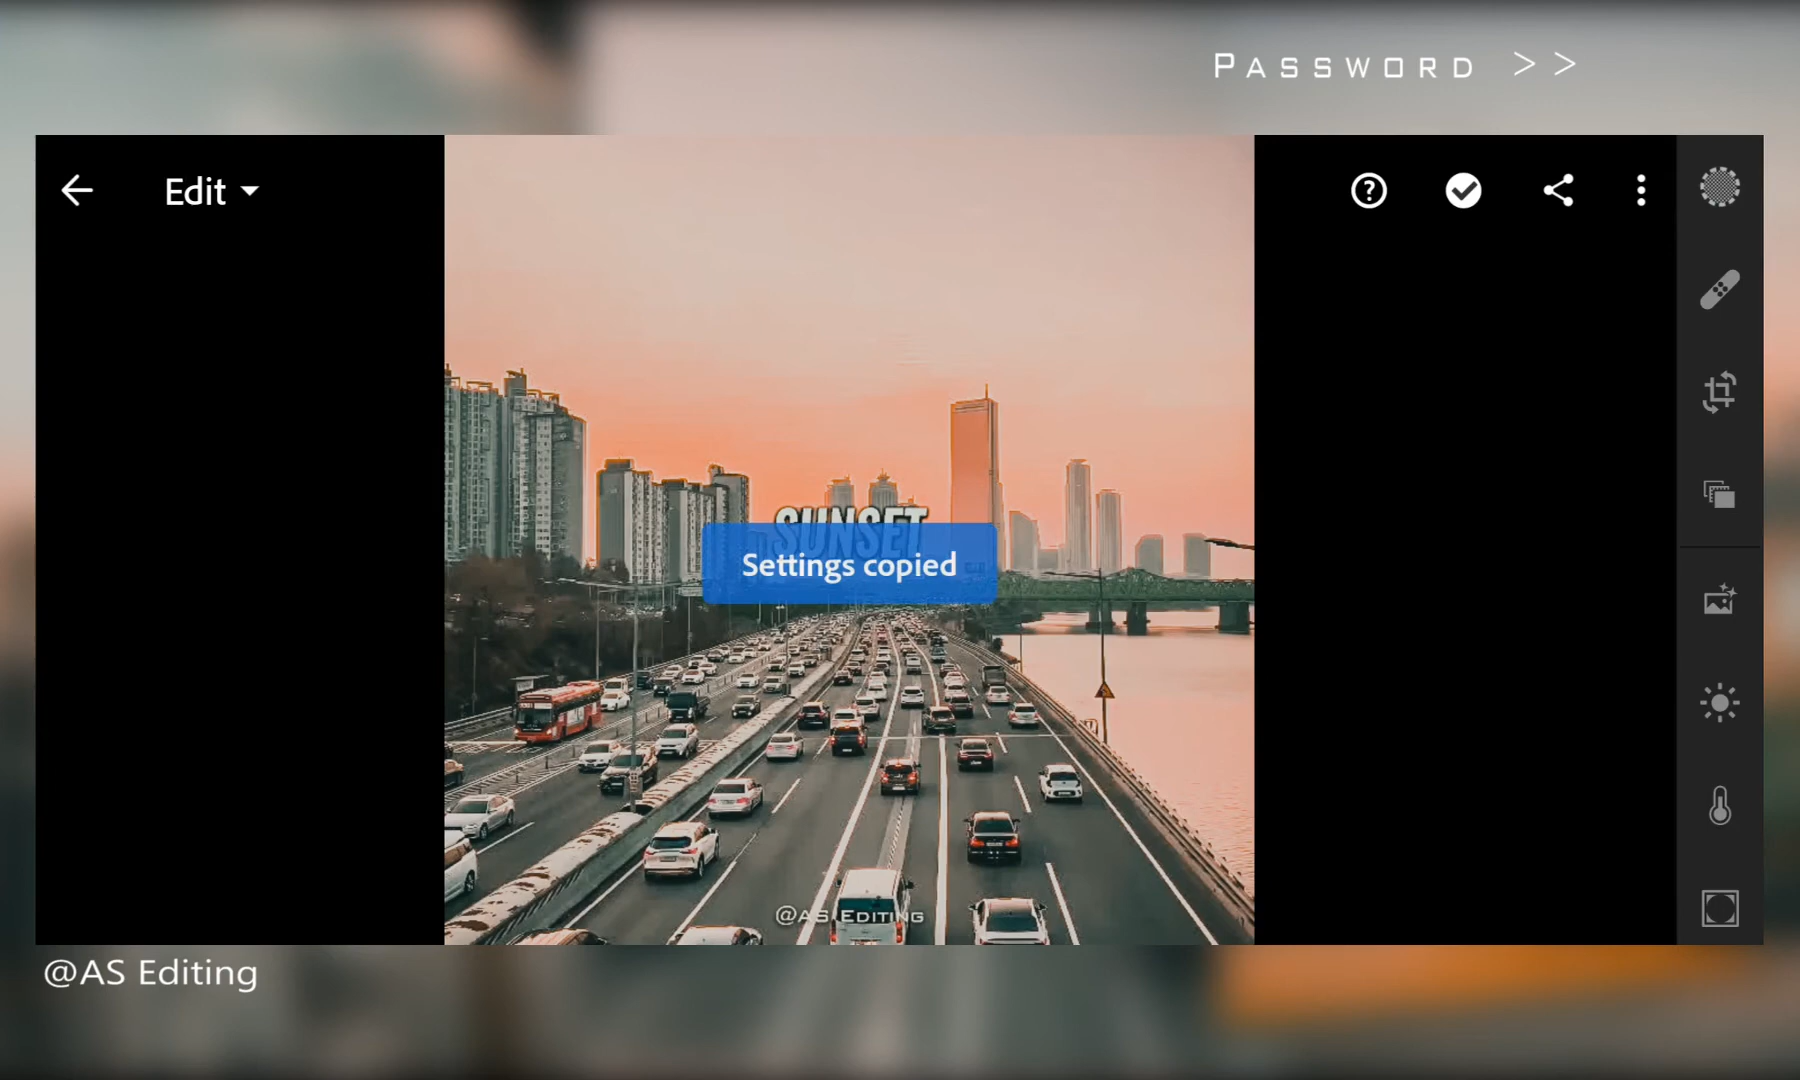 PASSWORD >>
Edit
SUNSET
Settings copied
@AS EDITING
@AS Editing